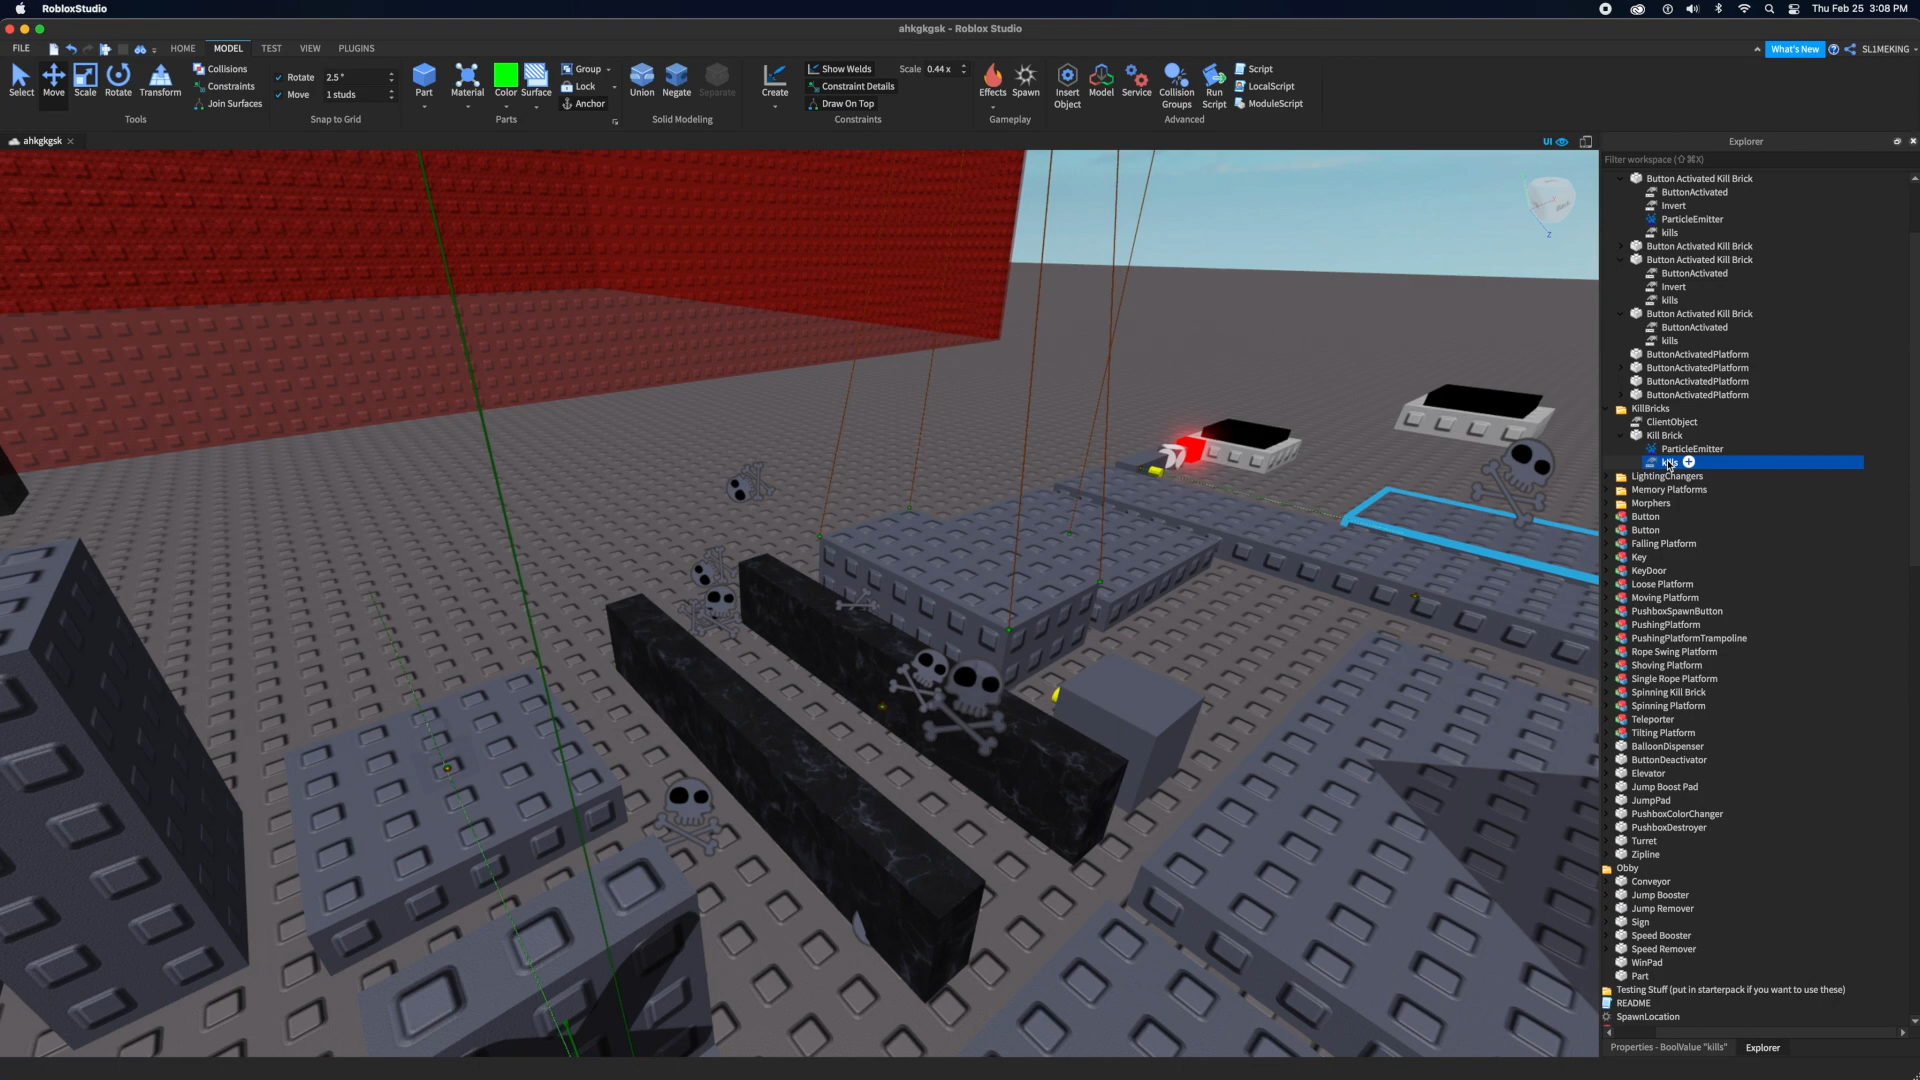 RobloxStudio
Thu Feb 25 3:08 PM
ahkgkgsk - Roblox Studio
FILE
HOME
MODEL
TEST
VIEW
PLUGINS
What's New
SL1MEKING
Select
Move
Scale
Rotate
Transform
Collisions
Constraints
Join Surfaces
Tools
Rotate 2.5 °
Move 1 studs
Snap to Grid
Part
Material
Color
Surface
Group
Lock
Anchor
Parts
Union
Negate
Separate
Solid Modeling
Create
Show Welds
Constraint Details
Draw On Top
Scale 0.44 x
Constraints
Effects
Spawn
Gameplay
Insert Object
Model
Service
Collision Groups
Run Script
Script
LocalScript
ModuleScript
Advanced
ahkgkgsk
UI
Back
Z
Explorer
Filter workspace (⇧⌘X)
Button Activated Kill Brick
ButtonActivated
Invert
ParticleEmitter
kills
Button Activated Kill Brick
Button Activated Kill Brick
ButtonActivated
Invert
kills
Button Activated Kill Brick
ButtonActivated
kills
ButtonActivatedPlatform
ButtonActivatedPlatform
ButtonActivatedPlatform
ButtonActivatedPlatform
KillBricks
ClientObject
Kill Brick
ParticleEmitter
kills
LightingChangers
Memory Platforms
Morphers
Button
Button
Falling Platform
Key
KeyDoor
Loose Platform
Moving Platform
PushboxSpawnButton
PushingPlatform
PushingPlatformTrampoline
Rope Swing Platform
Shoving Platform
Single Rope Platform
Spinning Kill Brick
Spinning Platform
Teleporter
Tilting Platform
BalloonDispenser
ButtonDeactivator
Elevator
Jump Boost Pad
JumpPad
PushboxColorChanger
PushboxDestroyer
Turret
Zipline
Obby
Conveyor
Jump Booster
Jump Remover
Sign
Speed Booster
Speed Remover
WinPad
Part
Testing Stuff (put in starterpack if you want to use these)
README
SpawnLocation
Properties - BoolValue "kills"
Explorer